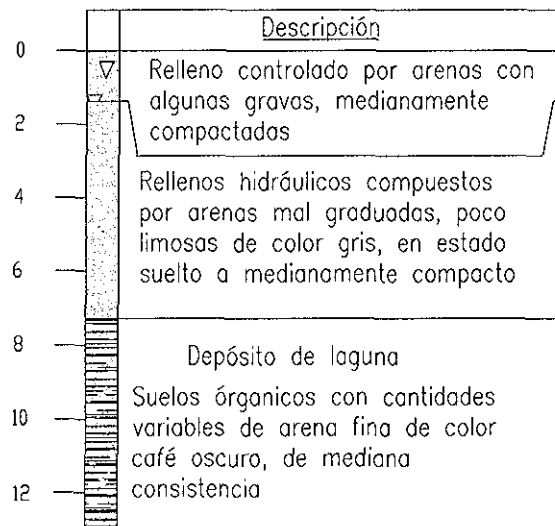 Descripción
0
Relleno controlado por arenas con
algunas gravas, medianamente
compactadas
2
Rellenos hidráulicos compuestos
por arenas mal graduadas, poco
limosas de color gris, en estado
suelto a medianamente compacto
4
6
8
Depósito de laguna
Suelos órganicos con cantidades
variables de arena fina de color
café oscuro, de mediana
consistencia
10
12